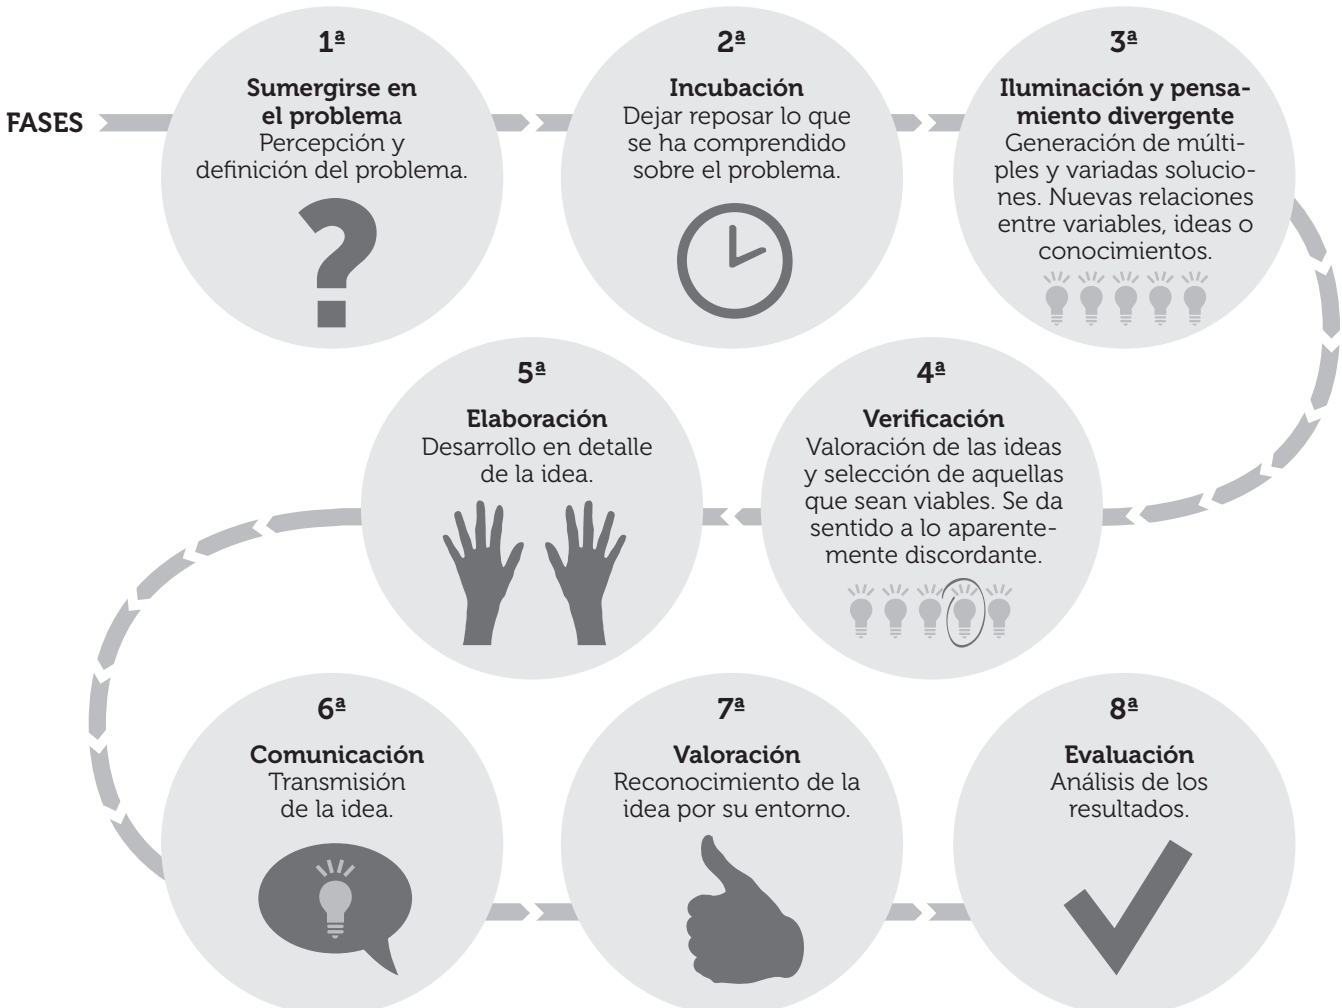 FASES
1ª
Sumergirse en
el problema
Percepción y
definición del problema.
2ª
Incubación
Dejar reposar lo que
se ha comprendido
sobre el problema.
3ª
Iluminación y pensa-
miento divergente
Generación de múlti-
ples y variadas solucio-
nes. Nuevas relaciones
entre variables, ideas o
conocimientos.
4ª
Verificación
Valoración de las ideas
y selección de aquellas
que sean viables. Se da
sentido a lo aparente-
mente discordante.
5ª
Elaboración
Desarrollo en detalle
de la idea.
6ª
Comunicación
Transmisión
de la idea.
7ª
Valoración
Reconocimiento de la
idea por su entorno.
8ª
Evaluación
Análisis de los
resultados.